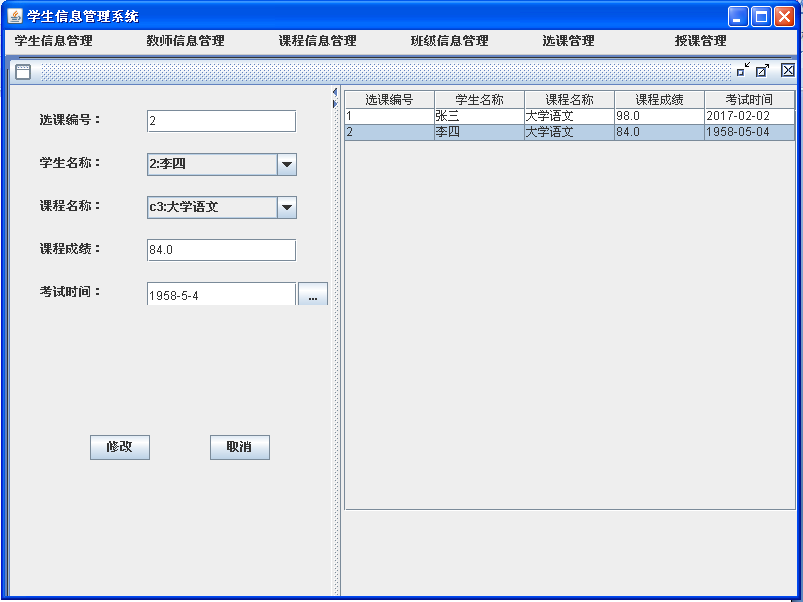 学生信息管理系统
学生信息管理 教师信息管理 课程信息管理 班级信息管理 选课管理 授课管理
选课编号： 2
学生名称： 2:李四
课程名称： c3:大学语文
课程成绩： 84.0
考试时间： 1958-5-4 ...
修改 取消
选课编号 学生名称 课程名称 课程成绩 考试时间
1 张三 大学语文 98.0 2017-02-02
2 李四 大学语文 84.0 1958-05-04